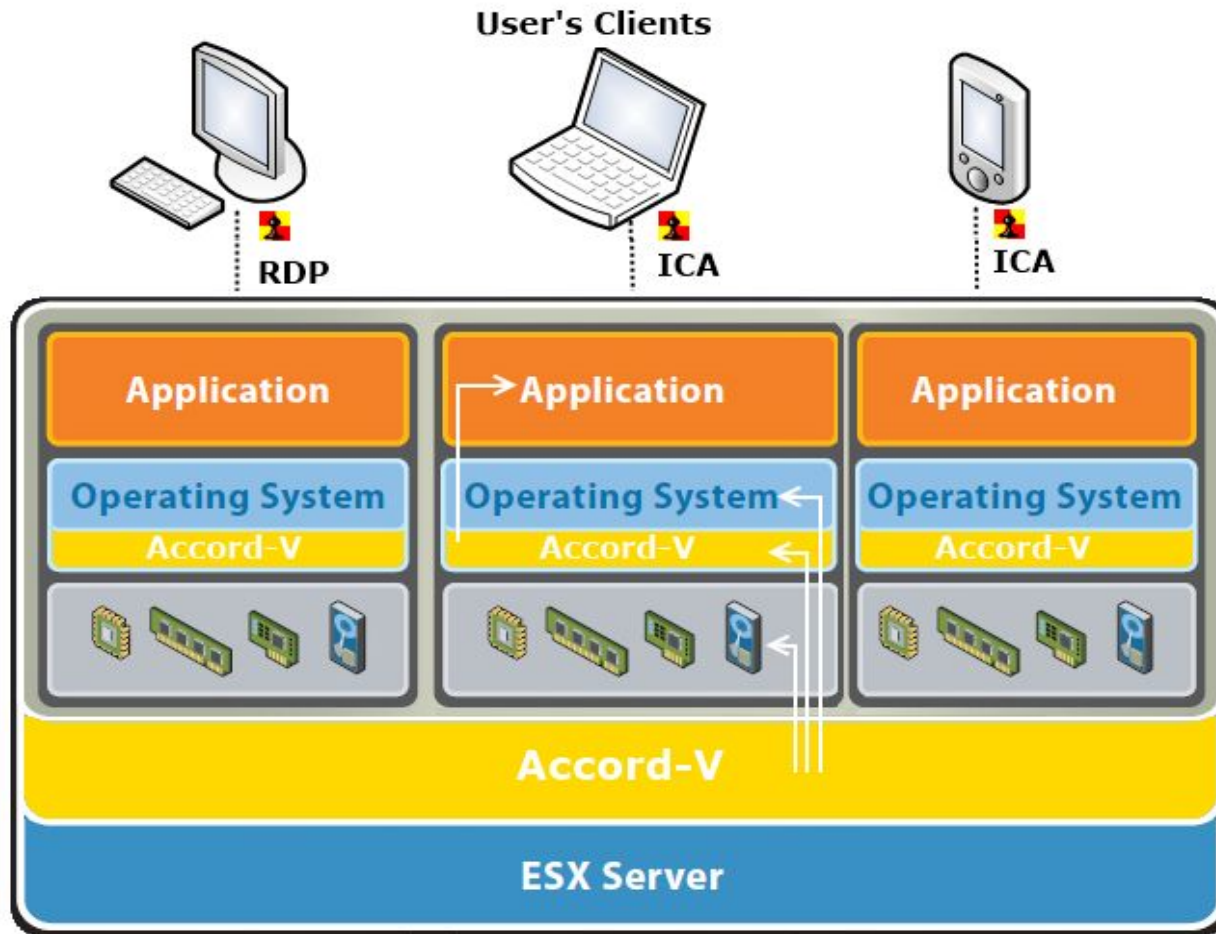 User's Clients
RDP
ICA
ICA
Application
Application
Application
Operating System
Operating System
Operating System
Accord-V
Accord-V
Accord-V
Accord-V
ESX Server